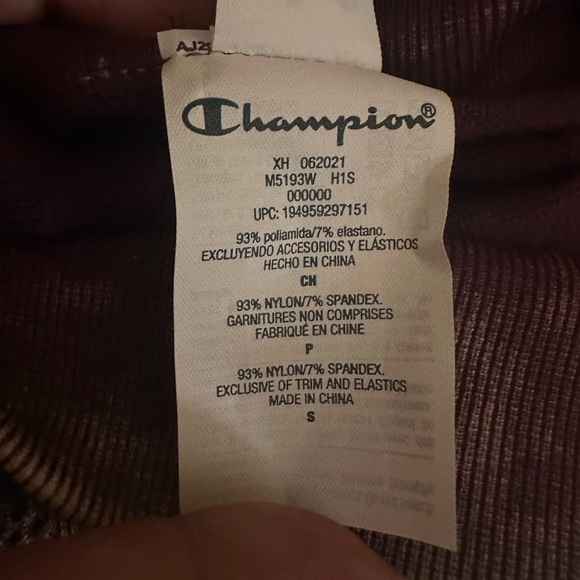 AJ2
Champion®
XH 062021
M5193W H1S
000000
UPC: 194959297151
93% poliamida/7% elastano.
EXCLUYENDO ACCESORIOS Y ELÁSTICOS
HECHO EN CHINA
CH
93% NYLON/7% SPANDEX.
GARNITURES NON COMPRISES
FABRIQUÉ EN CHINE
P
93% NYLON/7% SPANDEX.
EXCLUSIVE OF TRIM AND ELASTICS
MADE IN CHINA
S